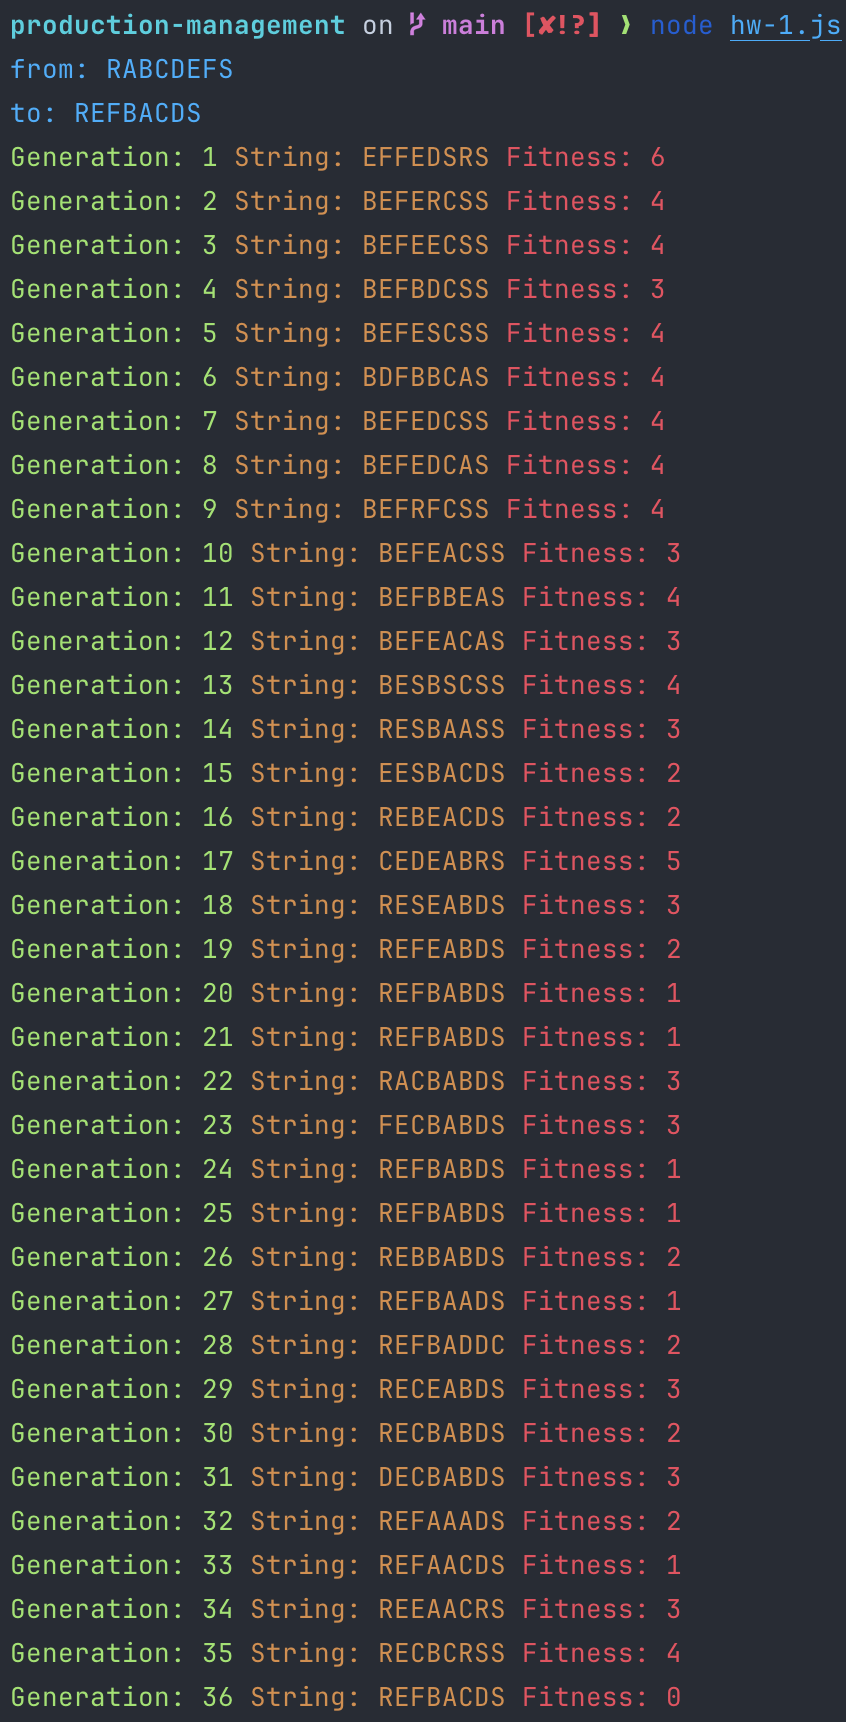 production-management on main [✘!?] ❯ node hw-1.js
from: RABCDEFS
to: REFBACDS
Generation: 1 String: EFFEDSRS Fitness: 6
Generation: 2 String: BEFERCSS Fitness: 4
Generation: 3 String: BEFEECSS Fitness: 4
Generation: 4 String: BEFBDCSS Fitness: 3
Generation: 5 String: BEFESCSS Fitness: 4
Generation: 6 String: BDFBBCAS Fitness: 4
Generation: 7 String: BEFEDCSS Fitness: 4
Generation: 8 String: BEFEDCAS Fitness: 4
Generation: 9 String: BEFRFCSS Fitness: 4
Generation: 10 String: BEFEACSS Fitness: 3
Generation: 11 String: BEFBBEAS Fitness: 4
Generation: 12 String: BEFEACAS Fitness: 3
Generation: 13 String: BESBSCSS Fitness: 4
Generation: 14 String: RESBAASS Fitness: 3
Generation: 15 String: EESBACDS Fitness: 2
Generation: 16 String: REBEACDS Fitness: 2
Generation: 17 String: CEDEABRS Fitness: 5
Generation: 18 String: RESEABDS Fitness: 3
Generation: 19 String: REFEABDS Fitness: 2
Generation: 20 String: REFBABDS Fitness: 1
Generation: 21 String: REFBABDS Fitness: 1
Generation: 22 String: RACBABDS Fitness: 3
Generation: 23 String: FECBABDS Fitness: 3
Generation: 24 String: REFBABDS Fitness: 1
Generation: 25 String: REFBABDS Fitness: 1
Generation: 26 String: REBBABDS Fitness: 2
Generation: 27 String: REFBAADS Fitness: 1
Generation: 28 String: REFBADDC Fitness: 2
Generation: 29 String: RECEABDS Fitness: 3
Generation: 30 String: RECBABDS Fitness: 2
Generation: 31 String: DECBABDS Fitness: 3
Generation: 32 String: REFAAADS Fitness: 2
Generation: 33 String: REFAACDS Fitness: 1
Generation: 34 String: REEAACRS Fitness: 3
Generation: 35 String: RECBCRSS Fitness: 4
Generation: 36 String: REFBACDS Fitness: 0